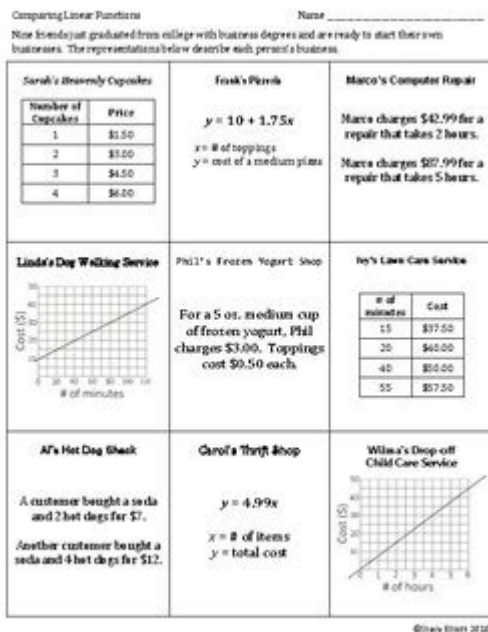 Comparing Linear Functions Name
Nine friends just graduated from college with business degrees and are ready to start their own
businesses. The representations below describe each person's business.
Sarah's Heavenly Cupcakes
Number of Cupcakes Price
1 $1.50
2 $3.00
3 $4.50
4 $6.00
Frank's Pizzeria
y = 10 + 1.75x
x = # of toppings
y = cost of a medium pizza
Marco's Computer Repair
Marco charges $42.99 for a
repair that takes 2 hours.
Marco charges $87.99 for a
repair that takes 5 hours.
Linda's Dog Walking Service
Cost ($)
# of minutes
Phil's Frozen Yogurt Shop
For a 5 oz. medium cup
of frozen yogurt, Phil
charges $3.00. Toppings
cost $0.50 each.
Ivy's Lawn Care Service
# of minutes Cost
15 $37.50
20 $40.00
40 $50.00
55 $57.50
Al's Hot Dog Shack
A customer bought a soda
and 2 hot dogs for $7.
Another customer bought a
soda and 4 hot dogs for $12.
Carol's Thrift Shop
y = 4.99x
x = # of items
y = total cost
Wilma's Drop-off
Child Care Service
Cost ($)
0 1 2 3 4 5 6
# of hours